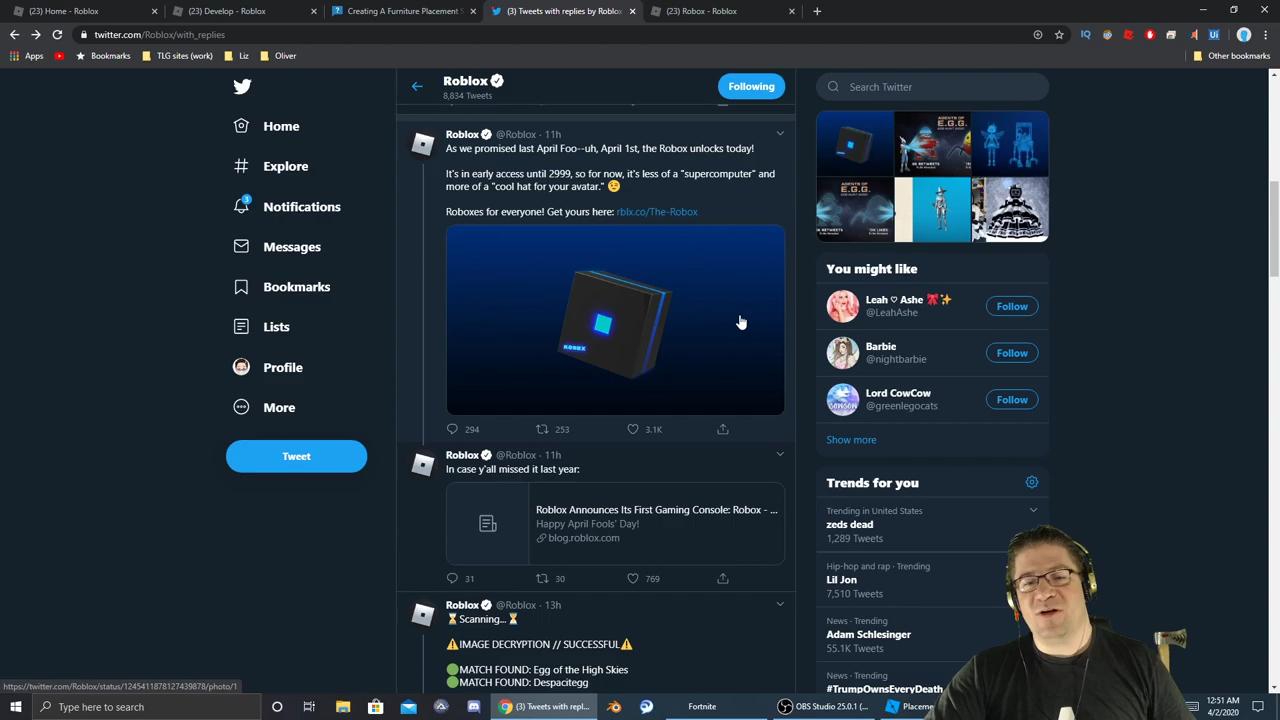 (23) Home - Roblox
(23) Develop - Roblox
Creating A Furniture Placement S
(3) Tweets with replies by Roblox
(23) Robox - Roblox
twitter.com/Roblox/with_replies
Apps
Bookmarks
TLG sites (work)
Liz
Oliver
Other bookmarks
Roblox
8,834 Tweets
Following
Search Twitter
Home
Explore
3
Notifications
Messages
Bookmarks
Lists
Profile
More
Tweet
Roblox @Roblox · 11h
As we promised last April Foo--uh, April 1st, the Robox unlocks today!
It's in early access until 2999, so for now, it's less of a "supercomputer" and
more of a "cool hat for your avatar."
Roboxes for everyone! Get yours here: rblx.co/The-Robox
ROBOX
294
253
3.1K
Roblox @Roblox · 11h
In case y'all missed it last year:
Roblox Announces Its First Gaming Console: Robox - ...
Happy April Fools' Day!
blog.roblox.com
31
30
769
Roblox @Roblox · 13h
Scanning...
IMAGE DECRYPTION // SUCCESSFUL
MATCH FOUND: Egg of the High Skies
MATCH FOUND: Despacitegg
AGENTS OF E.G.G.
AGENTS OF E.G.G.
You might like
Leah Ashe
@LeahAshe
Follow
Barbie
@nightbarbie
Follow
Lord CowCow
@greenlegocats
Follow
Show more
Trends for you
Trending in United States
zeds dead
1,289 Tweets
Hip-hop and rap · Trending
Lil Jon
7,510 Tweets
News · Trending
Adam Schlesinger
55.1K Tweets
News · Trending
#TrumpOwnsEveryDeath
https://twitter.com/Roblox/status/1245411878127439878/photo/1
Type here to search
(3) Tweets with repl...
Fortnite
OBS Studio 25.0.1 (...
Placeme
12:51 AM
4/2/2020